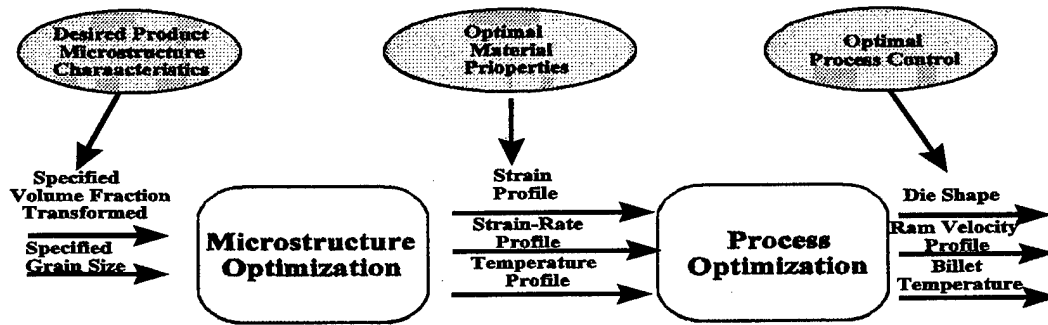 Desired Product
Microstructure
Characteristics
Optimal
Material
Prioperties
Optimal
Process Control
Specified
Volume Fraction
Transformed
Specified
Grain Size
Microstructure
Optimization
Strain
Profile
Strain-Rate
Profile
Temperature
Profile
Process
Optimization
Die Shape
Ram Velocity
Profile
Billet
Temperature